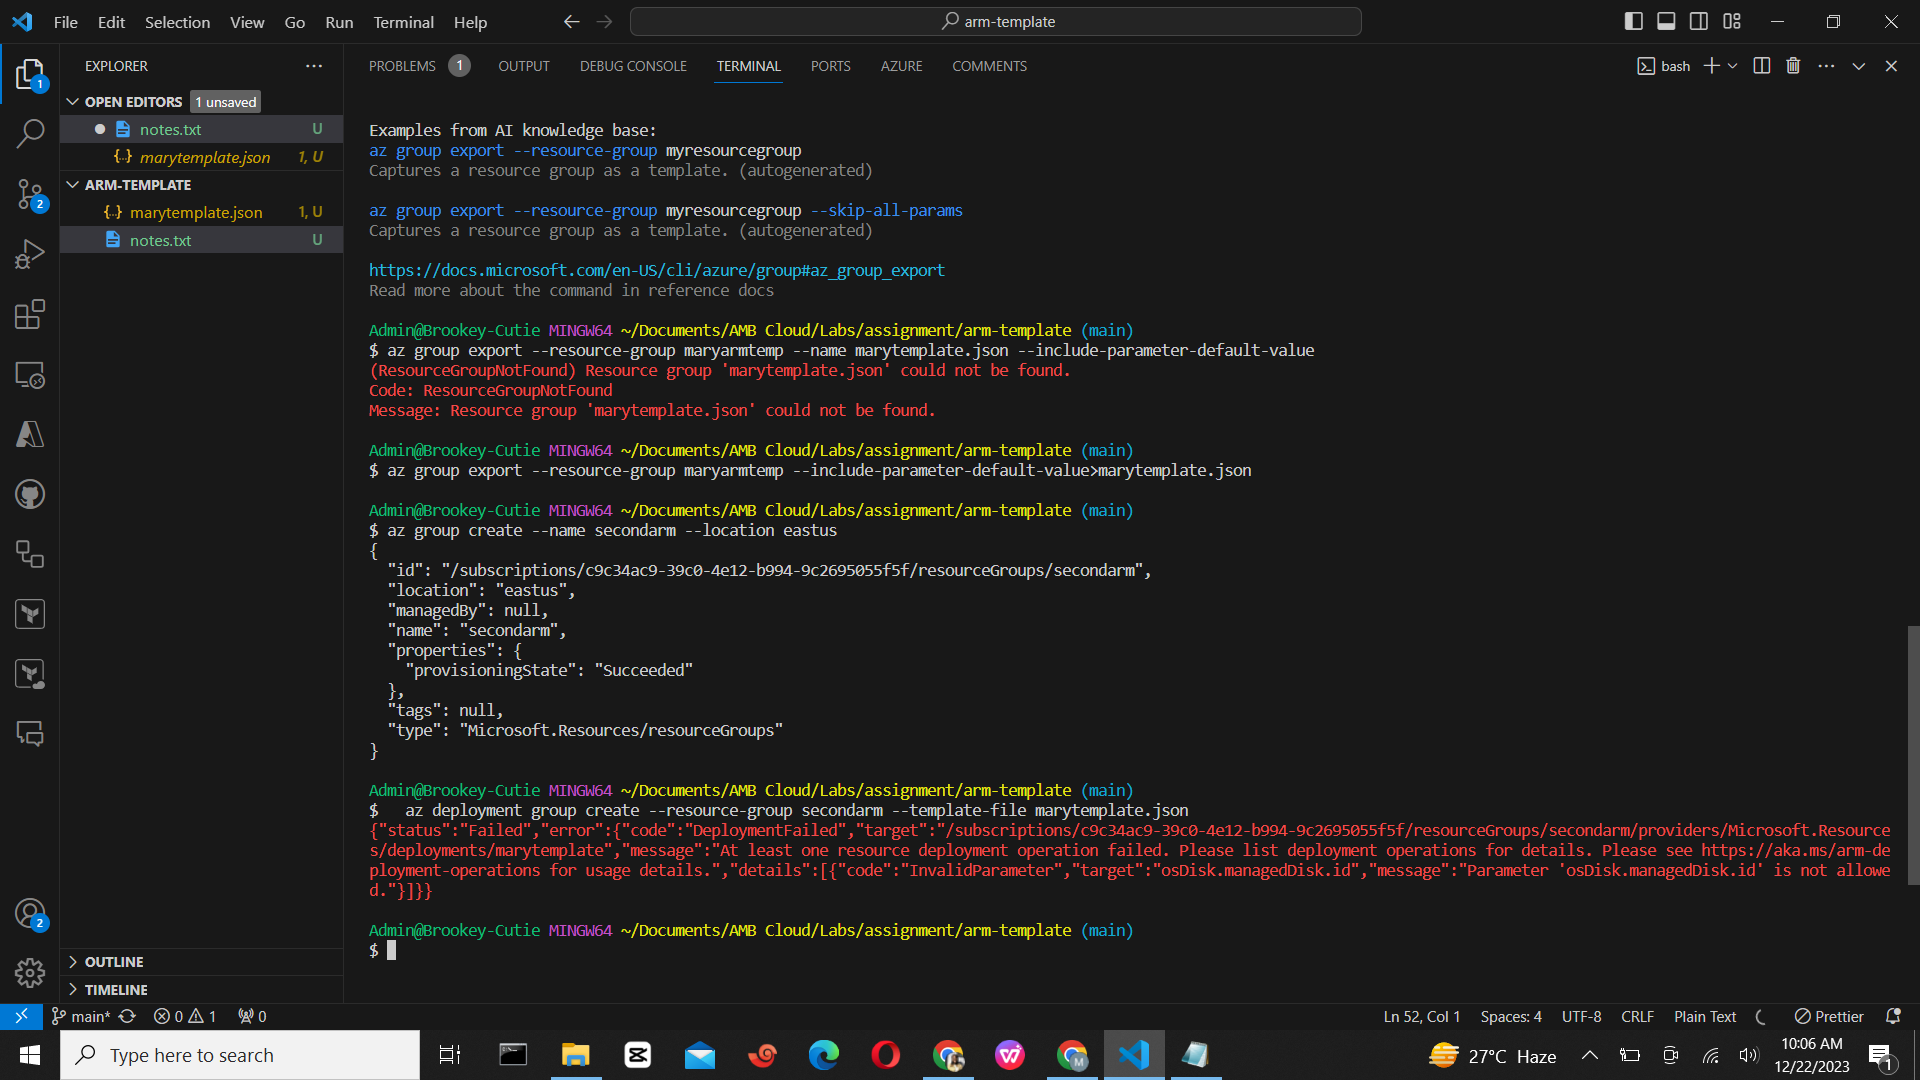 File Edit Selection View Go Run Terminal Help
arm-template
EXPLORER
1
OPEN EDITORS 1 unsaved
notes.txt U
marytemplate.json 1, U
ARM-TEMPLATE
marytemplate.json 1, U
notes.txt U
2
2
OUTLINE
TIMELINE
PROBLEMS 1 OUTPUT DEBUG CONSOLE TERMINAL PORTS AZURE COMMENTS
bash
Examples from AI knowledge base:
az group export --resource-group myresourcegroup
Captures a resource group as a template. (autogenerated)
az group export --resource-group myresourcegroup --skip-all-params
Captures a resource group as a template. (autogenerated)
https://docs.microsoft.com/en-US/cli/azure/group#az_group_export
Read more about the command in reference docs
Admin@Brookey-Cutie MINGW64 ~/Documents/AMB Cloud/Labs/assignment/arm-template (main)
$ az group export --resource-group maryarmtemp --name marytemplate.json --include-parameter-default-value
(ResourceGroupNotFound) Resource group 'marytemplate.json' could not be found.
Code: ResourceGroupNotFound
Message: Resource group 'marytemplate.json' could not be found.
Admin@Brookey-Cutie MINGW64 ~/Documents/AMB Cloud/Labs/assignment/arm-template (main)
$ az group export --resource-group maryarmtemp --include-parameter-default-value>marytemplate.json
Admin@Brookey-Cutie MINGW64 ~/Documents/AMB Cloud/Labs/assignment/arm-template (main)
$ az group create --name secondarm --location eastus
{
"id": "/subscriptions/c9c34ac9-39c0-4e12-b994-9c2695055f5f/resourceGroups/secondarm",
"location": "eastus",
"managedBy": null,
"name": "secondarm",
"properties": {
"provisioningState": "Succeeded"
},
"tags": null,
"type": "Microsoft.Resources/resourceGroups"
}
Admin@Brookey-Cutie MINGW64 ~/Documents/AMB Cloud/Labs/assignment/arm-template (main)
$ az deployment group create --resource-group secondarm --template-file marytemplate.json
{"status":"Failed","error":{"code":"DeploymentFailed","target":"/subscriptions/c9c34ac9-39c0-4e12-b994-9c2695055f5f/resourceGroups/secondarm/providers/Microsoft.Resource
s/deployments/marytemplate","message":"At least one resource deployment operation failed. Please list deployment operations for details. Please see https://aka.ms/arm-de
ployment-operations for usage details.","details":[{"code":"InvalidParameter","target":"osDisk.managedDisk.id","message":"Parameter 'osDisk.managedDisk.id' is not allowe
d."}]}}
Admin@Brookey-Cutie MINGW64 ~/Documents/AMB Cloud/Labs/assignment/arm-template (main)
$
main* 0 1 0
Ln 52, Col 1 Spaces: 4 UTF-8 CRLF Plain Text Prettier
Type here to search
27°C Haze
10:06 AM
12/22/2023
1